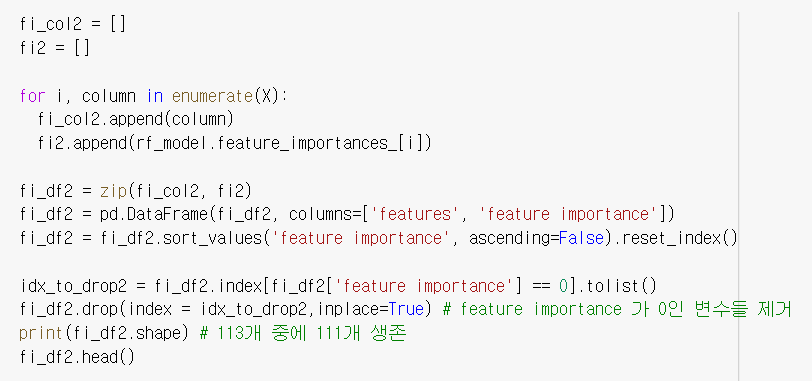 fi_col2 = []
fi2 = []
for i, column in enumerate(X):
fi_col2.append(column)
fi2.append(rf_model.feature_importances_[i])
fi_df2 = zip(fi_col2, fi2)
fi_df2 = pd.DataFrame(fi_df2, columns=['features', 'feature importance'])
fi_df2 = fi_df2.sort_values('feature importance', ascending=False).reset_index()
idx_to_drop2 = fi_df2.index[fi_df2['feature importance'] == 0].tolist()
fi_df2.drop(index = idx_to_drop2,inplace=True) # feature importance 가 0인 변수들 제거
print(fi_df2.shape) # 113개 중에 111개 생존
fi_df2.head()